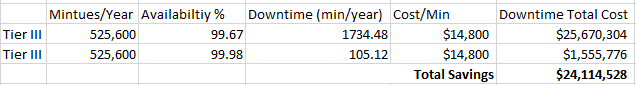 Mintues/Year Availabiltiy % Downtime (min/year) Cost/Min Downtime Total Cost
Tier III 525,600 99.67 1734.48 $14,800 $25,670,304
Tier III 525,600 99.98 105.12 $14,800 $1,555,776
Total Savings $24,114,528